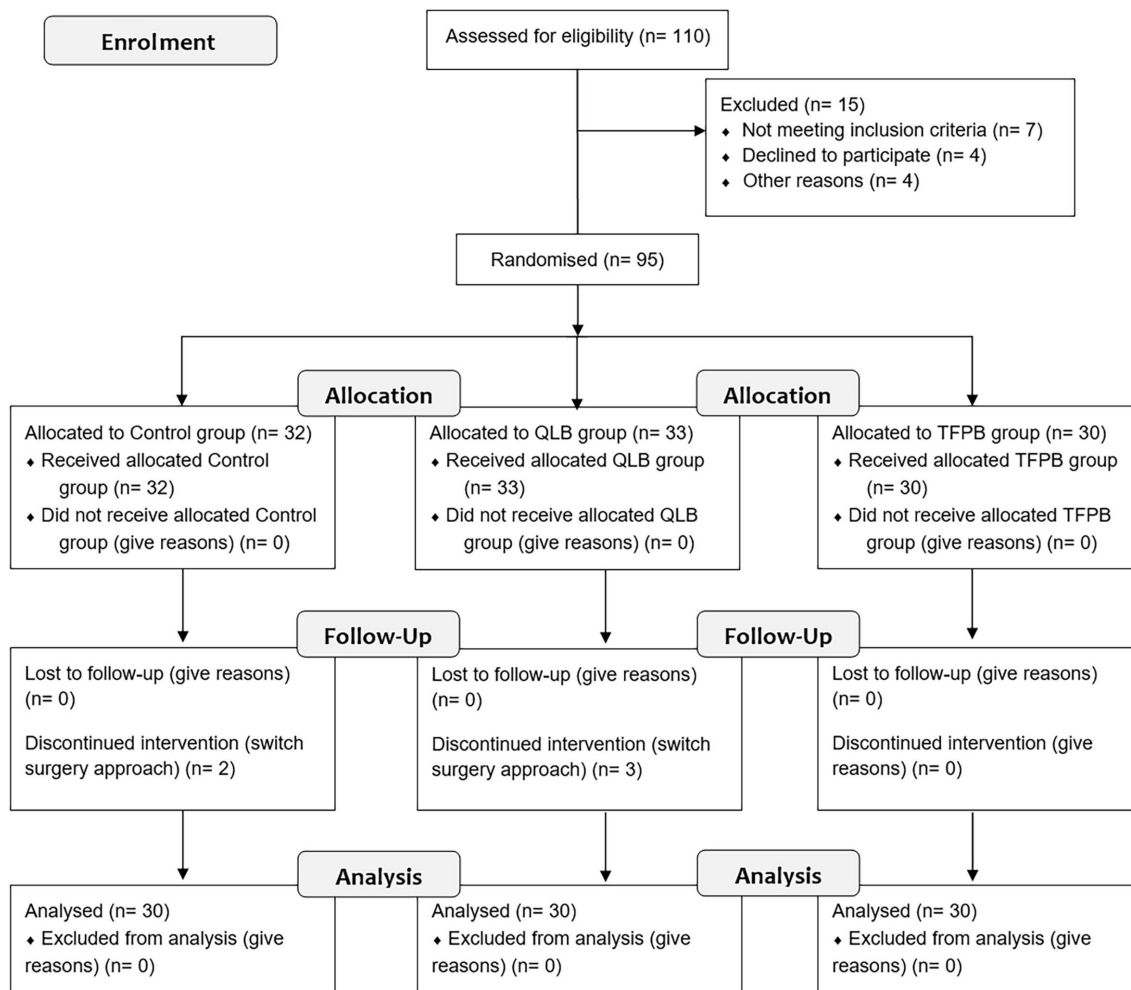 Enrolment
Assessed for eligibility (n= 110)
Excluded (n= 15)
♦ Not meeting inclusion criteria (n= 7)
♦ Declined to participate (n= 4)
♦ Other reasons (n= 4)
Randomised (n= 95)
Allocation
Allocation
Allocated to Control group (n= 32)
♦ Received allocated Control
group (n= 32)
♦ Did not receive allocated Control
group (give reasons) (n= 0)
Allocated to QLB group (n= 33)
♦ Received allocated QLB group
(n= 33)
♦ Did not receive allocated QLB
group (give reasons) (n= 0)
Allocated to TFPB group (n= 30)
♦ Received allocated TFPB group
(n= 30)
♦ Did not receive allocated TFPB
group (give reasons) (n= 0)
Follow-Up
Follow-Up
Lost to follow-up (give reasons)
(n= 0)
Discontinued intervention (switch
surgery approach) (n= 2)
Lost to follow-up (give reasons)
(n= 0)
Discontinued intervention (switch
surgery approach) (n= 3)
Lost to follow-up (give reasons)
(n= 0)
Discontinued intervention (give
reasons) (n= 0)
Analysis
Analysis
Analysed (n= 30)
♦ Excluded from analysis (give
reasons) (n= 0)
Analysed (n= 30)
♦ Excluded from analysis (give
reasons) (n= 0)
Analysed (n= 30)
♦ Excluded from analysis (give
reasons) (n= 0)